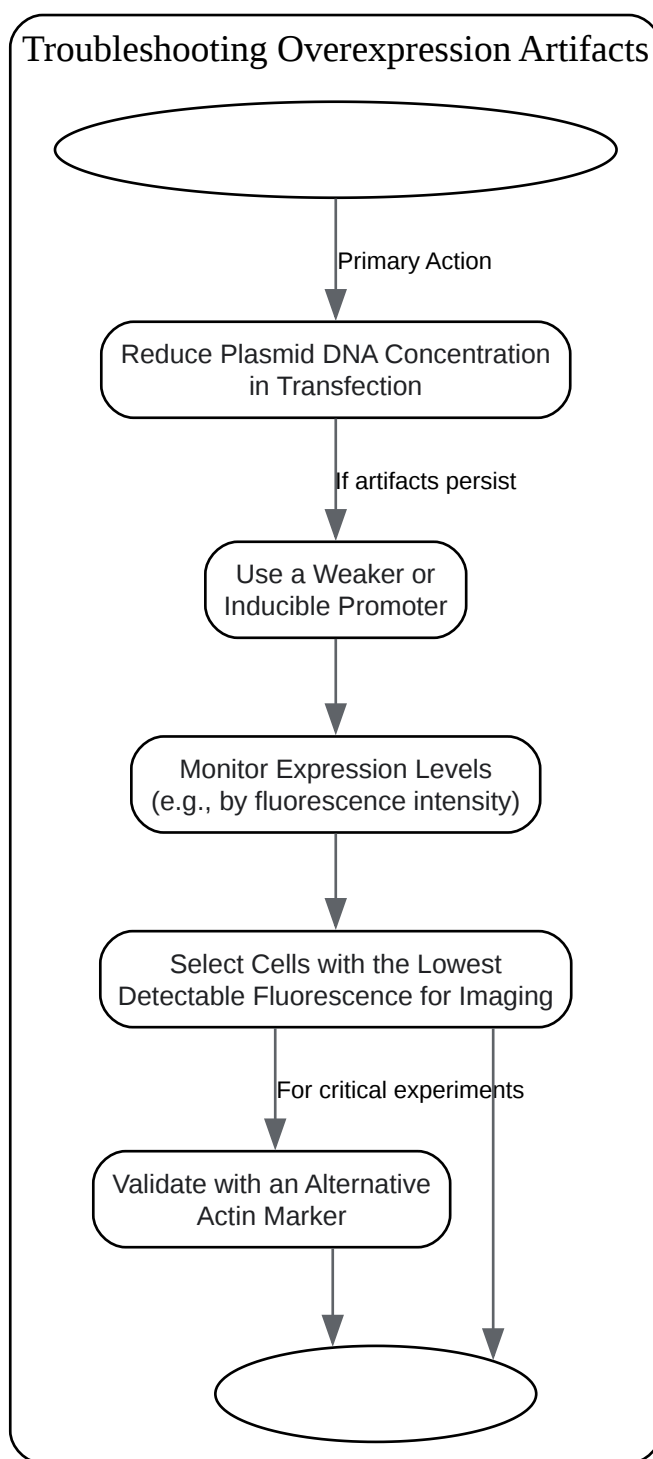 Troubleshooting Overexpression Artifacts
Primary Action
Reduce Plasmid DNA Concentration
in Transfection
If artifacts persist
Use a Weaker or
Inducible Promoter
Monitor Expression Levels
(e.g., by fluorescence intensity)
Select Cells with the Lowest
Detectable Fluorescence for Imaging
For critical experiments
Validate with an Alternative
Actin Marker